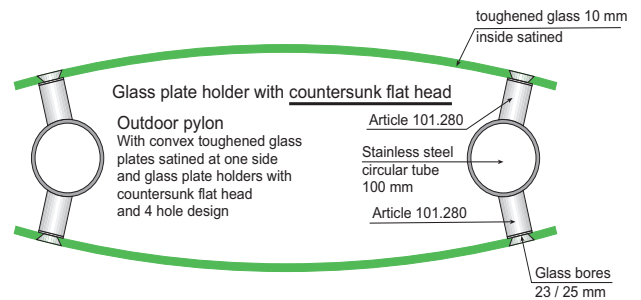 toughened glass 10 mm
inside satined
Glass plate holder with countersunk flat head
Outdoor pylon
With convex toughened glass
plates satined at one side
and glass plate holders with
countersunk flat head
and 4 hole design
Article 101.280
Stainless steel
circular tube
100 mm
Article 101.280
Glass bores
23 / 25 mm